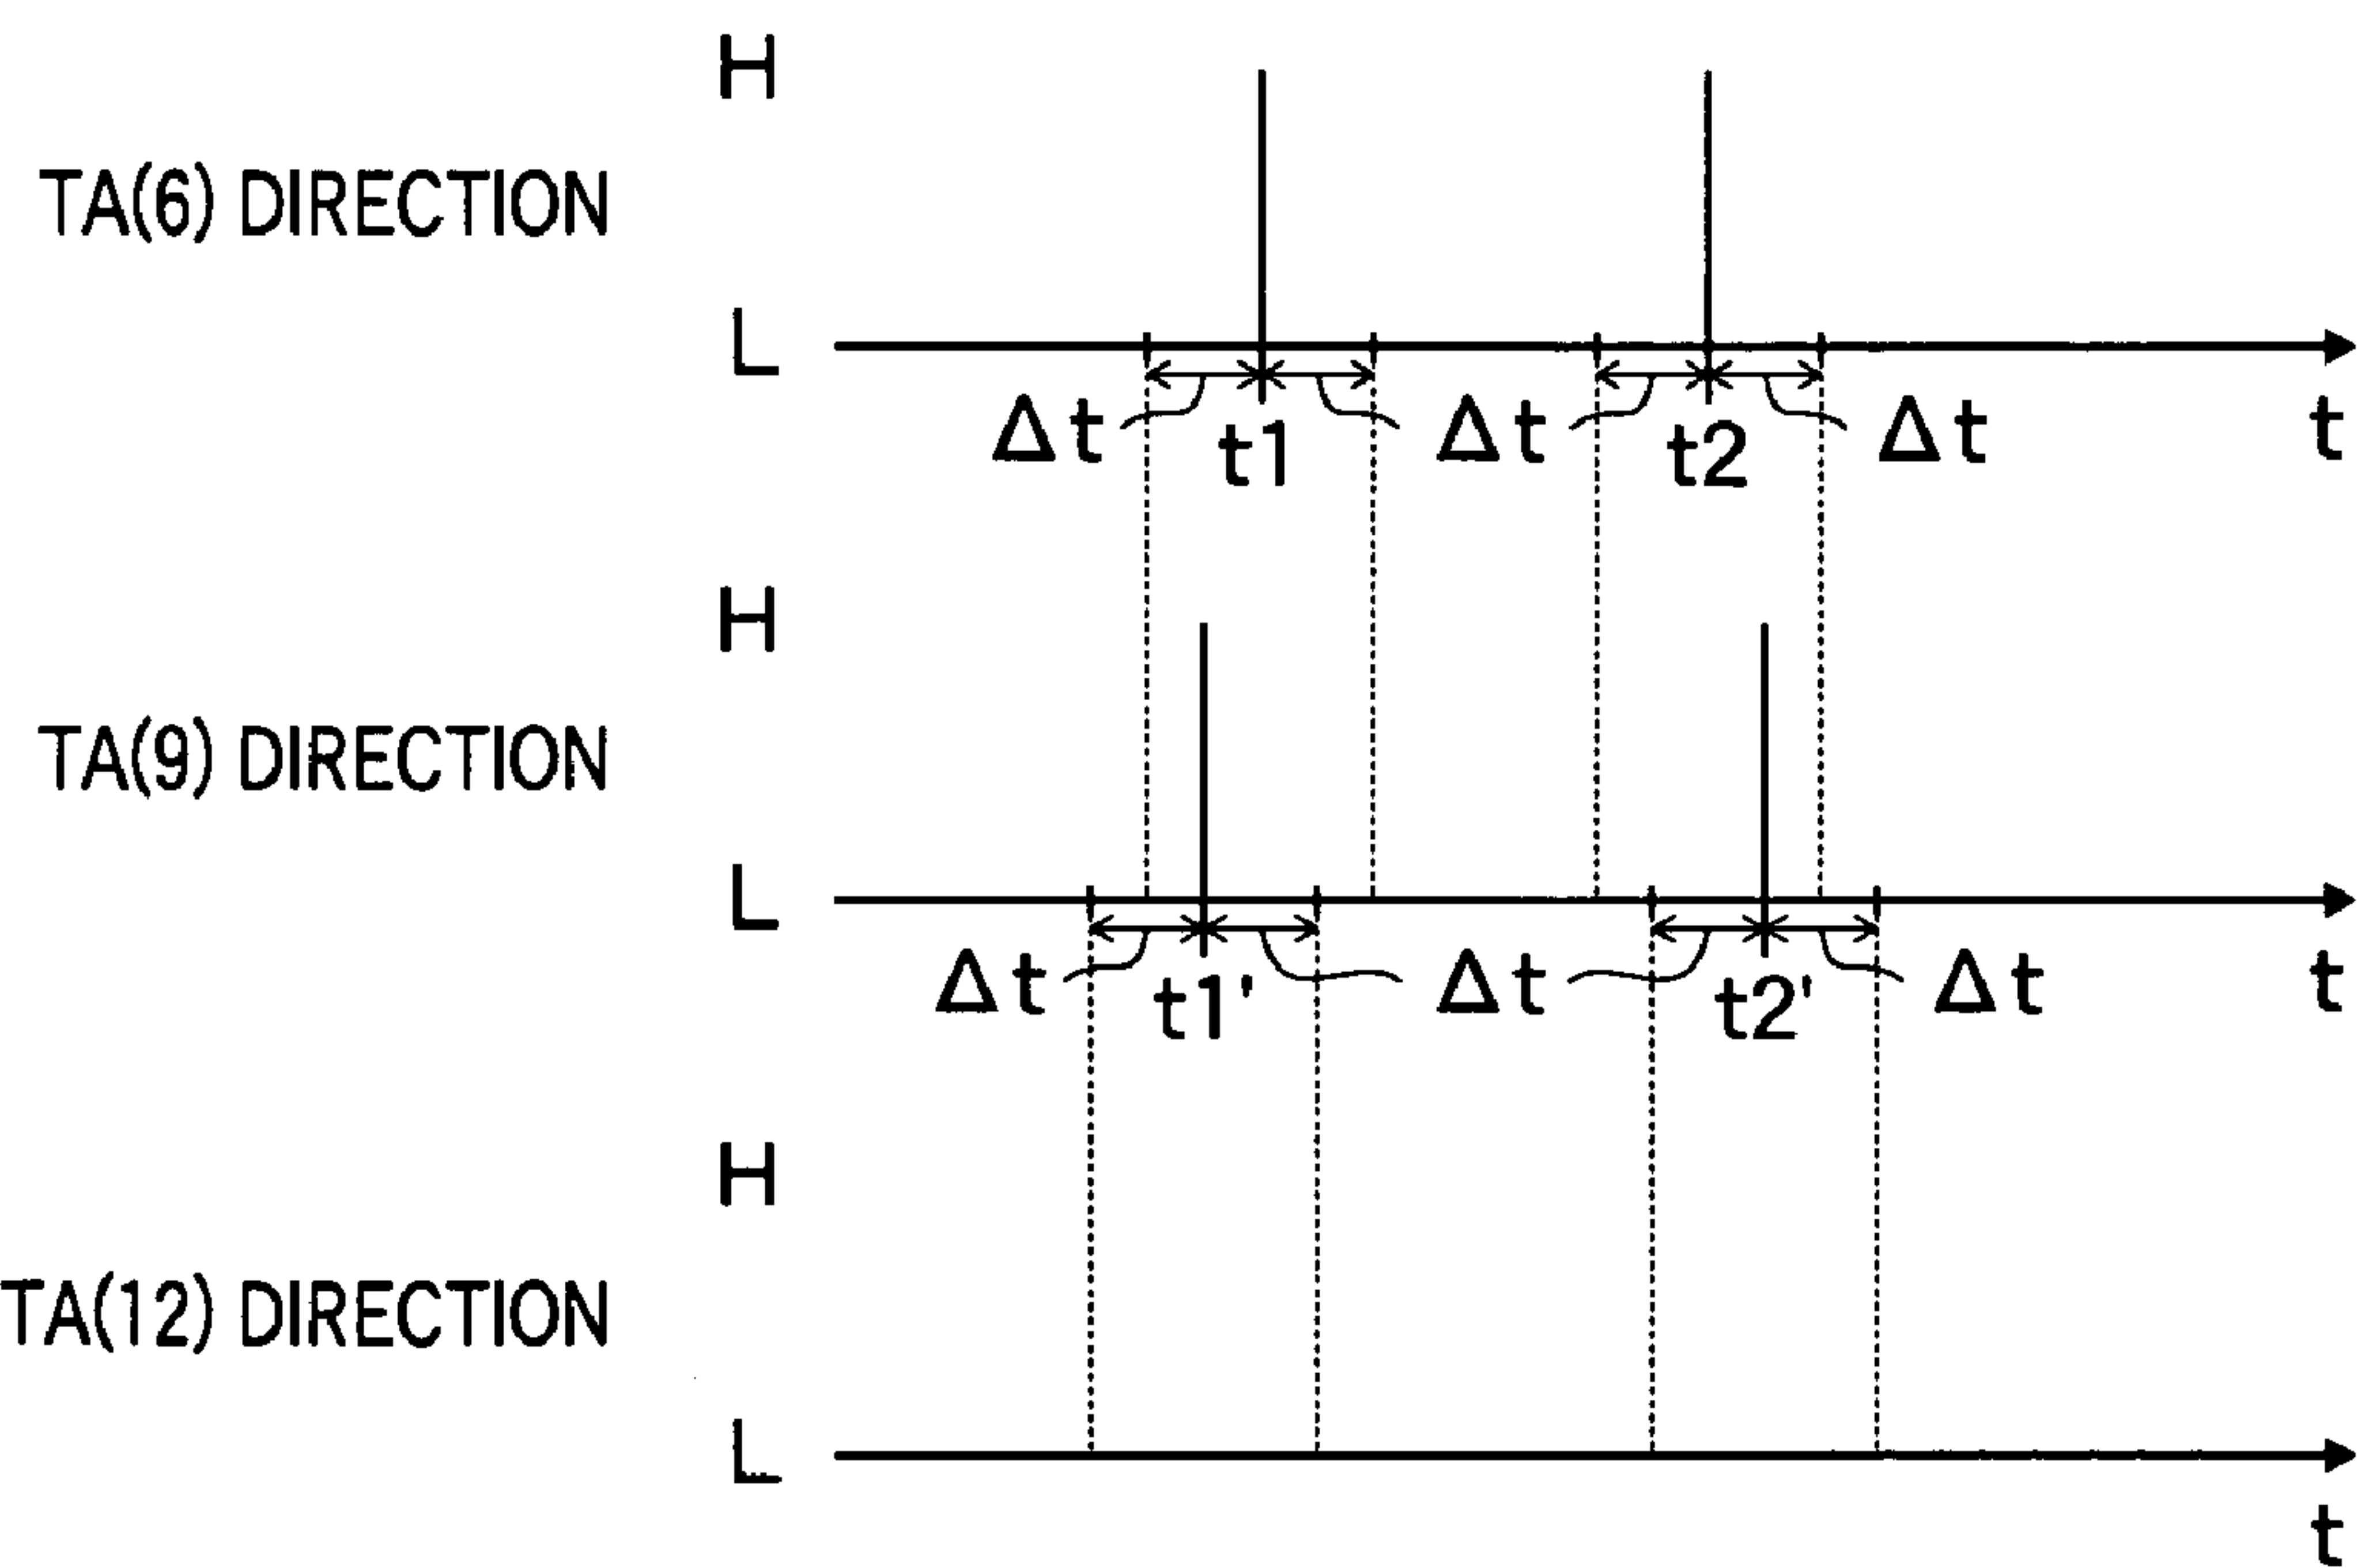 H
TA(6) DIRECTION
L
Δt t1 Δt t2 Δt t
H
TA(9) DIRECTION
L
Δt t1' Δt t2' Δt t
H
TA(12) DIRECTION
L
t